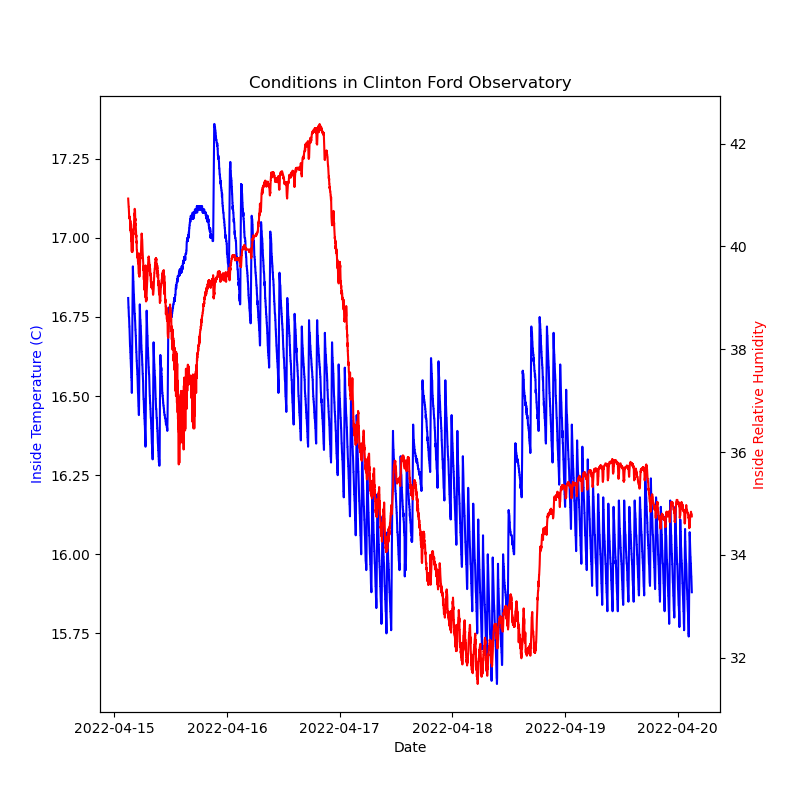 Conditions in Clinton Ford Observatory
17.25
17.00
16.75
16.50
16.25
16.00
15.75
Inside Temperature (C)
42
40
38
36
34
32
Inside Relative Humidity
2022-04-15 2022-04-16 2022-04-17 2022-04-18 2022-04-19 2022-04-20
Date